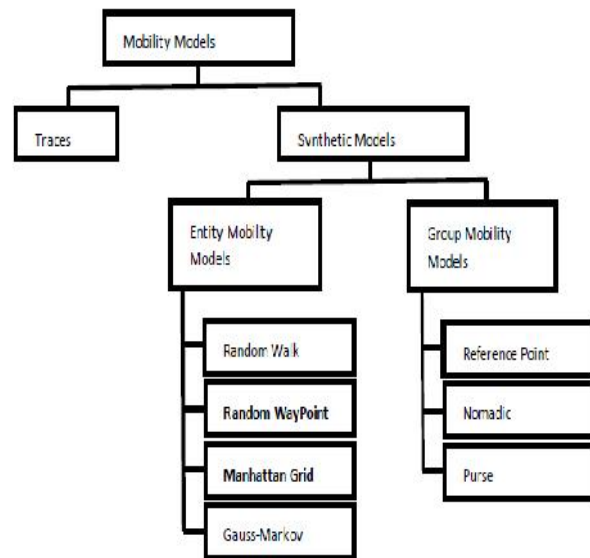 Mobility Models
Traces
Synthetic Models
Entity Mobility
Models
Group Mobility
Models
Random Walk
Random WayPoint
Manhattan Grid
Gauss-Markov
Reference Point
Nomadic
Purse